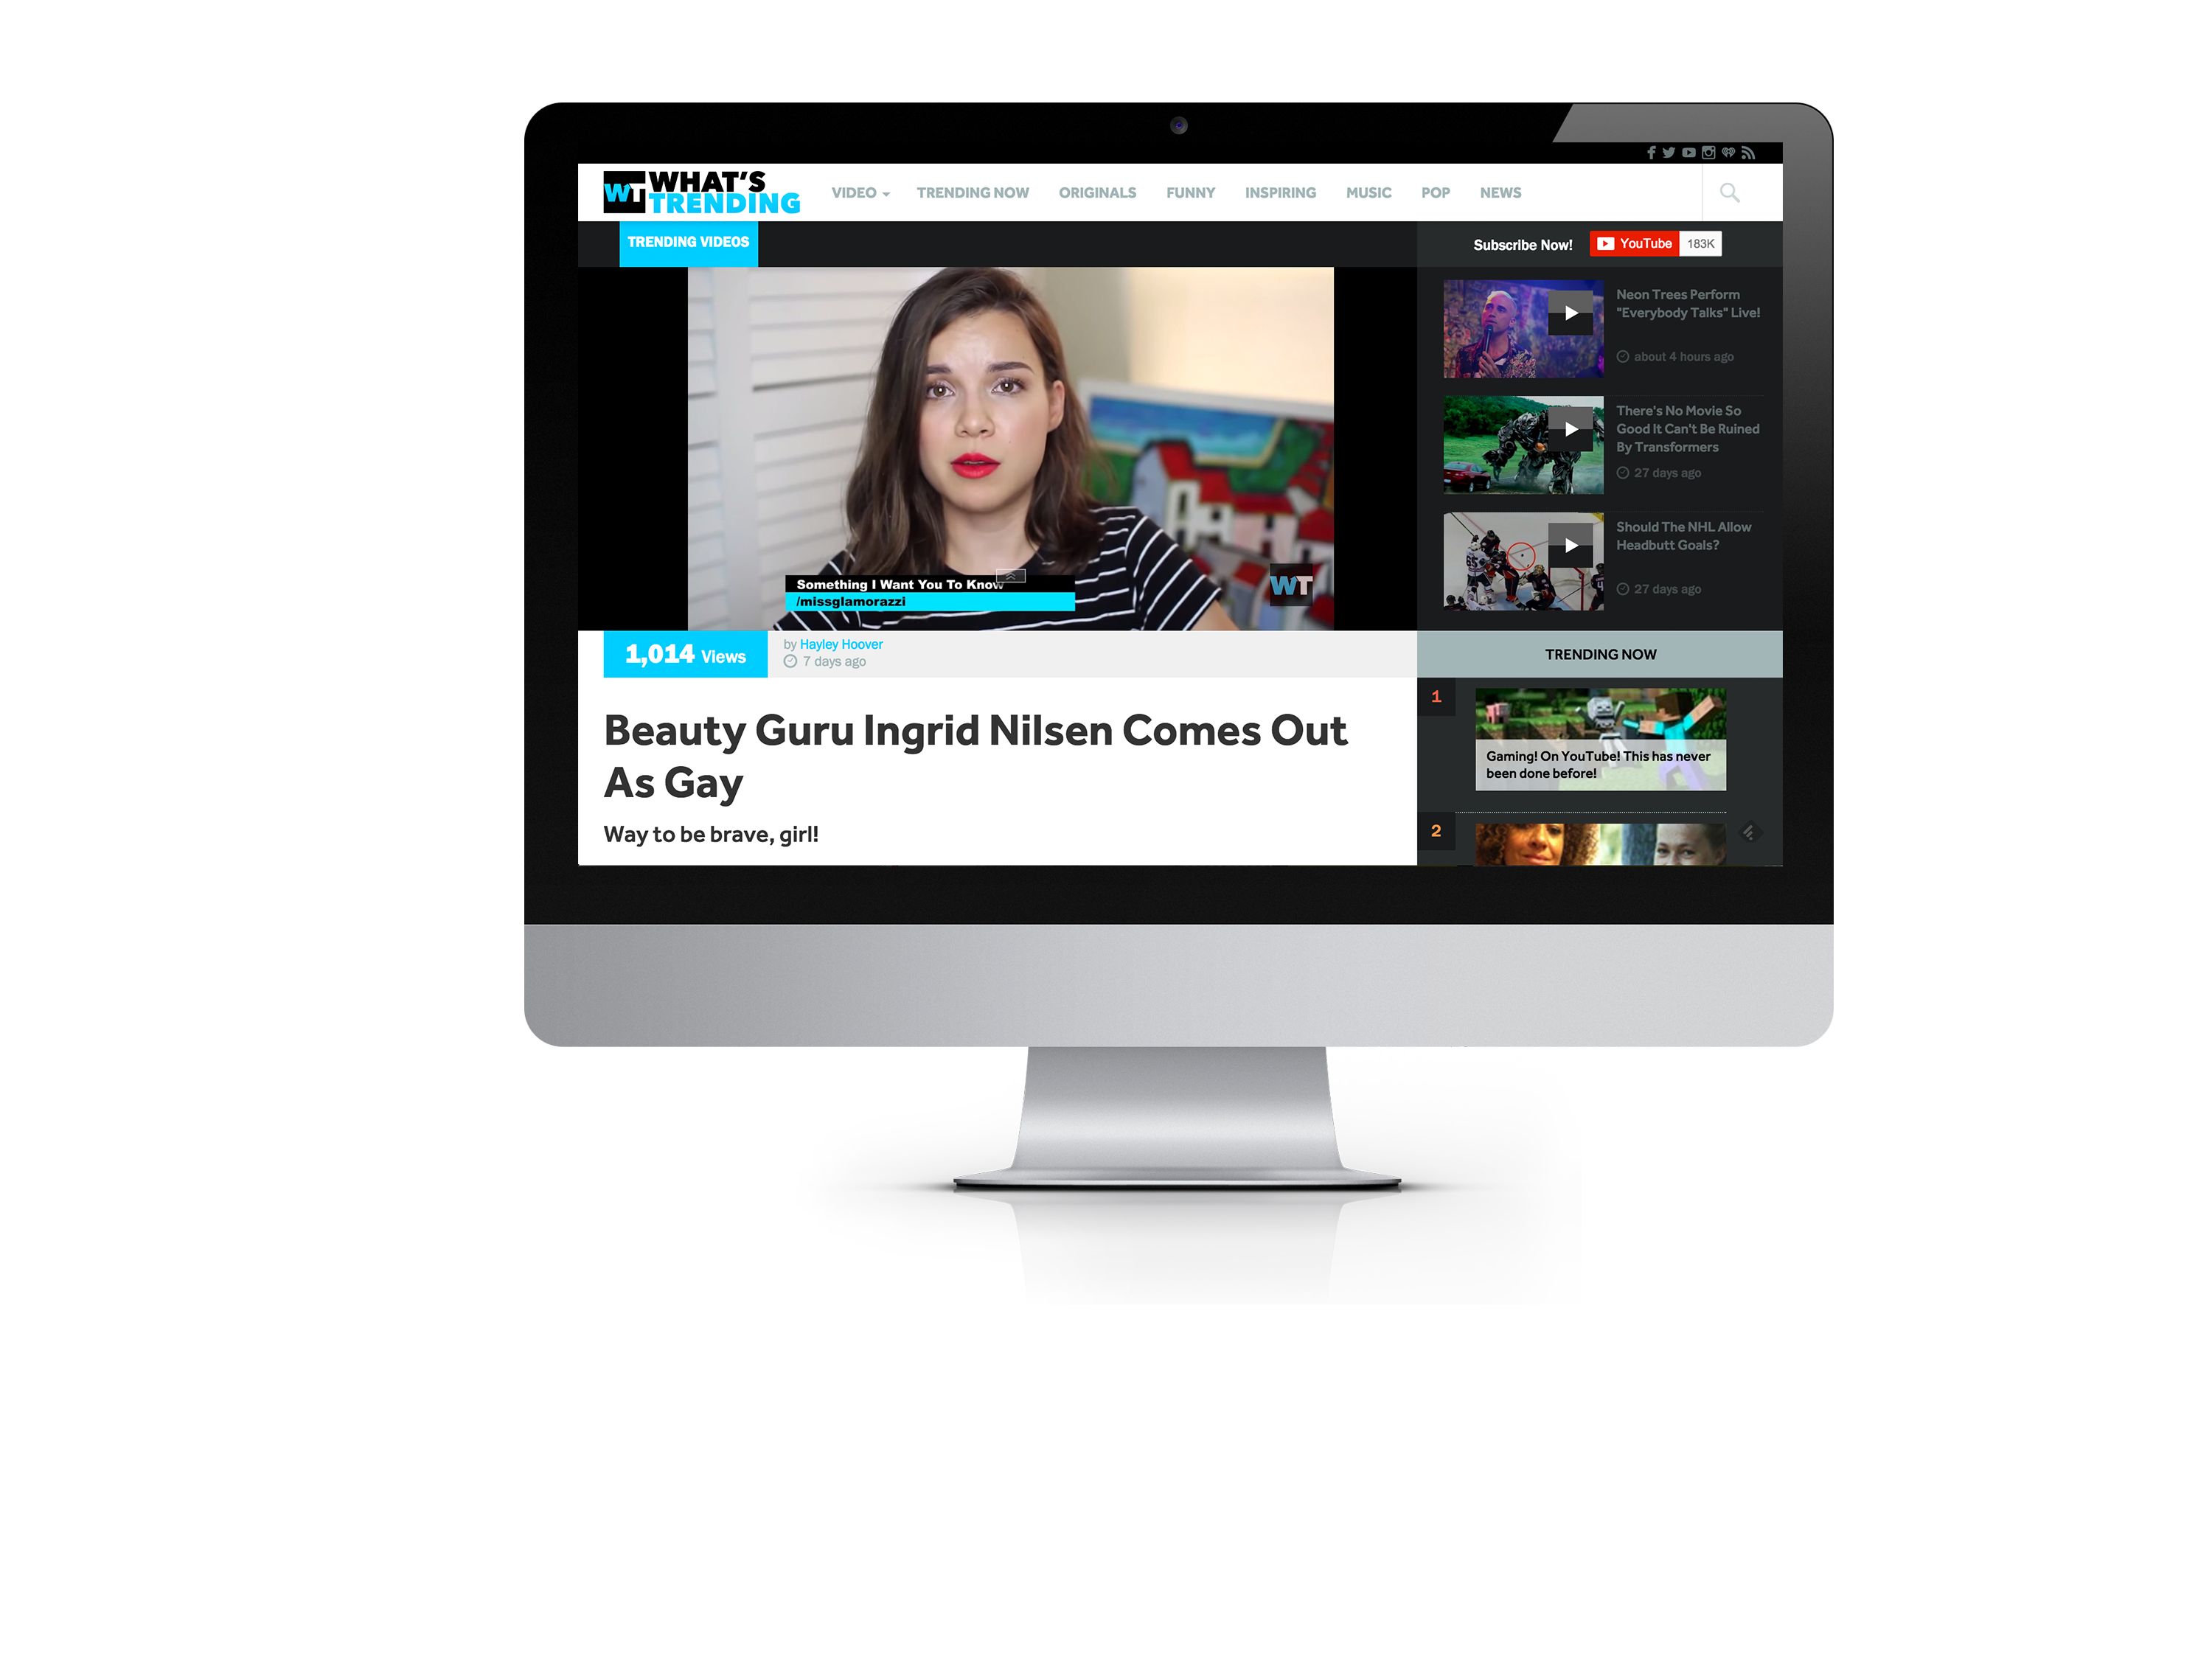 WT WHAT'S
TRENDING
VIDEO
TRENDING NOW
ORIGINALS
FUNNY
INSPIRING
MUSIC
POP
NEWS
TRENDING VIDEOS
Subscribe Now!
YouTube 183K
Something I Want You To Know
/missglamorazzi
WT
Neon Trees Perform
"Everybody Talks" Live!
about 4 hours ago
There's No Movie So
Good It Can't Be Ruined
By Transformers
27 days ago
Should The NHL Allow
Headbutt Goals?
27 days ago
1,014 Views
by Hayley Hoover
7 days ago
Beauty Guru Ingrid Nilsen Comes Out
As Gay
Way to be brave, girl!
TRENDING NOW
1
Gaming! On YouTube! This has never
been done before!
2